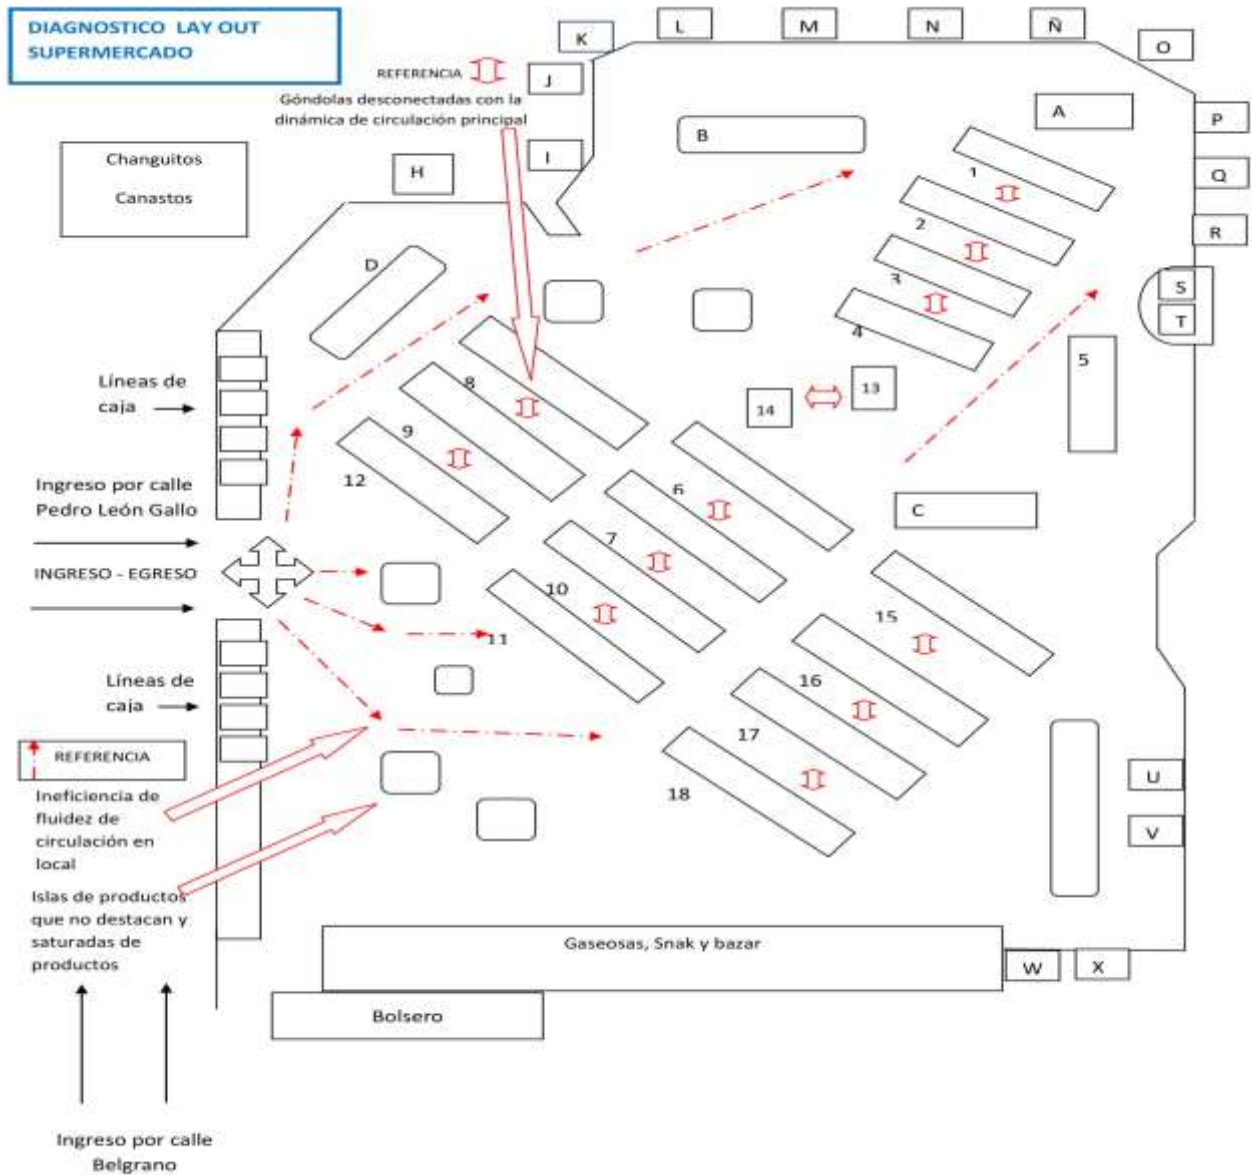 DIAGNOSTICO LAY OUT
SUPERMERCADO
K
L
M
N
Ñ
O
REFERENCIA
J
Góndolas desconectadas con la
dinámica de circulación principal
I
H
Changuitos
Canastos
A
B
P
Q
R
S
T
1
2
3
4
5
D
13
14
Líneas de
caja
8
9
12
6
7
10
11
C
Ingreso por calle
Pedro León Gallo
INGRESO - EGRESO
15
16
17
18
Líneas de
caja
REFERENCIA
Ineficiencia de
fluidez de
circulación en
local
Islas de productos
que no destacan y
saturadas de
productos
U
V
Gaseosas, Snak y bazar
W
X
Bolsero
Ingreso por calle
Belgrano